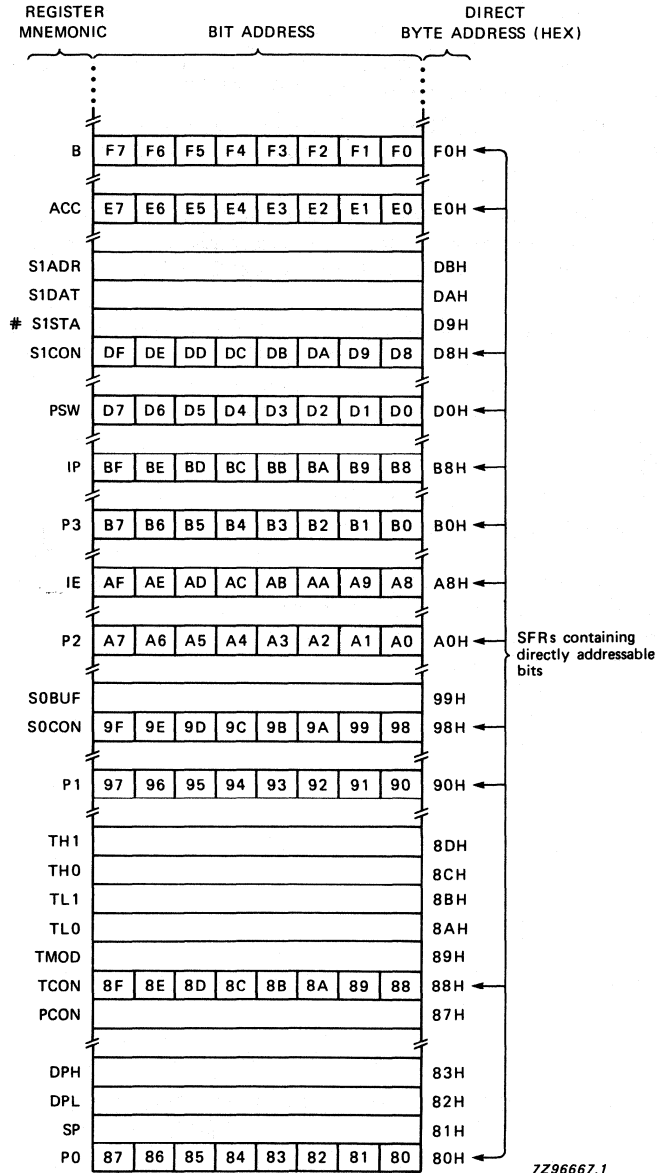 REGISTER MNEMONIC BIT ADDRESS DIRECT BYTE ADDRESS (HEX)
B F7 F6 F5 F4 F3 F2 F1 F0 F0H
ACC E7 E6 E5 E4 E3 E2 E1 E0 E0H
S1ADR DBH
S1DAT DAH
# S1STA D9H
S1CON DF DE DD DC DB DA D9 D8 D8H
PSW D7 D6 D5 D4 D3 D2 D1 D0 D0H
IP BF BE BD BC BB BA B9 B8 B8H
P3 B7 B6 B5 B4 B3 B2 B1 B0 B0H
IE AF AE AD AC AB AA A9 A8 A8H
P2 A7 A6 A5 A4 A3 A2 A1 A0 A0H
SFRs containing
directly addressable
bits
S0BUF 99H
S0CON 9F 9E 9D 9C 9B 9A 99 98 98H
P1 97 96 95 94 93 92 91 90 90H
TH1 8DH
TH0 8CH
TL1 8BH
TL0 8AH
TMOD 89H
TCON 8F 8E 8D 8C 8B 8A 89 88 88H
PCON 87H
DPH 83H
DPL 82H
SP 81H
P0 87 86 85 84 83 82 81 80 80H
7Z96667.1